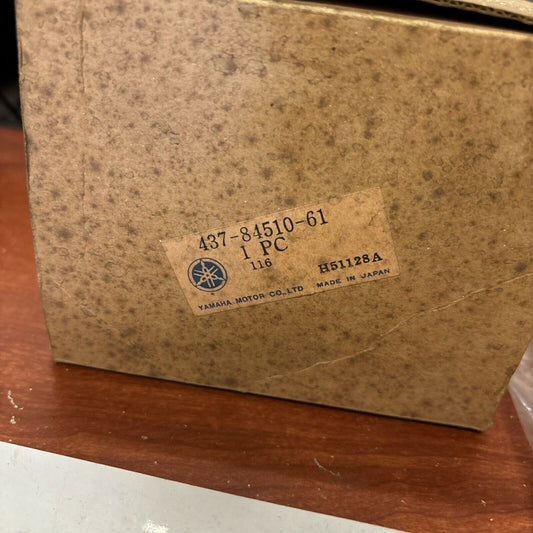 437-84510-61
1 PC
116 H51128A
YAMAHA MOTOR CO.,LTD MADE IN JAPAN